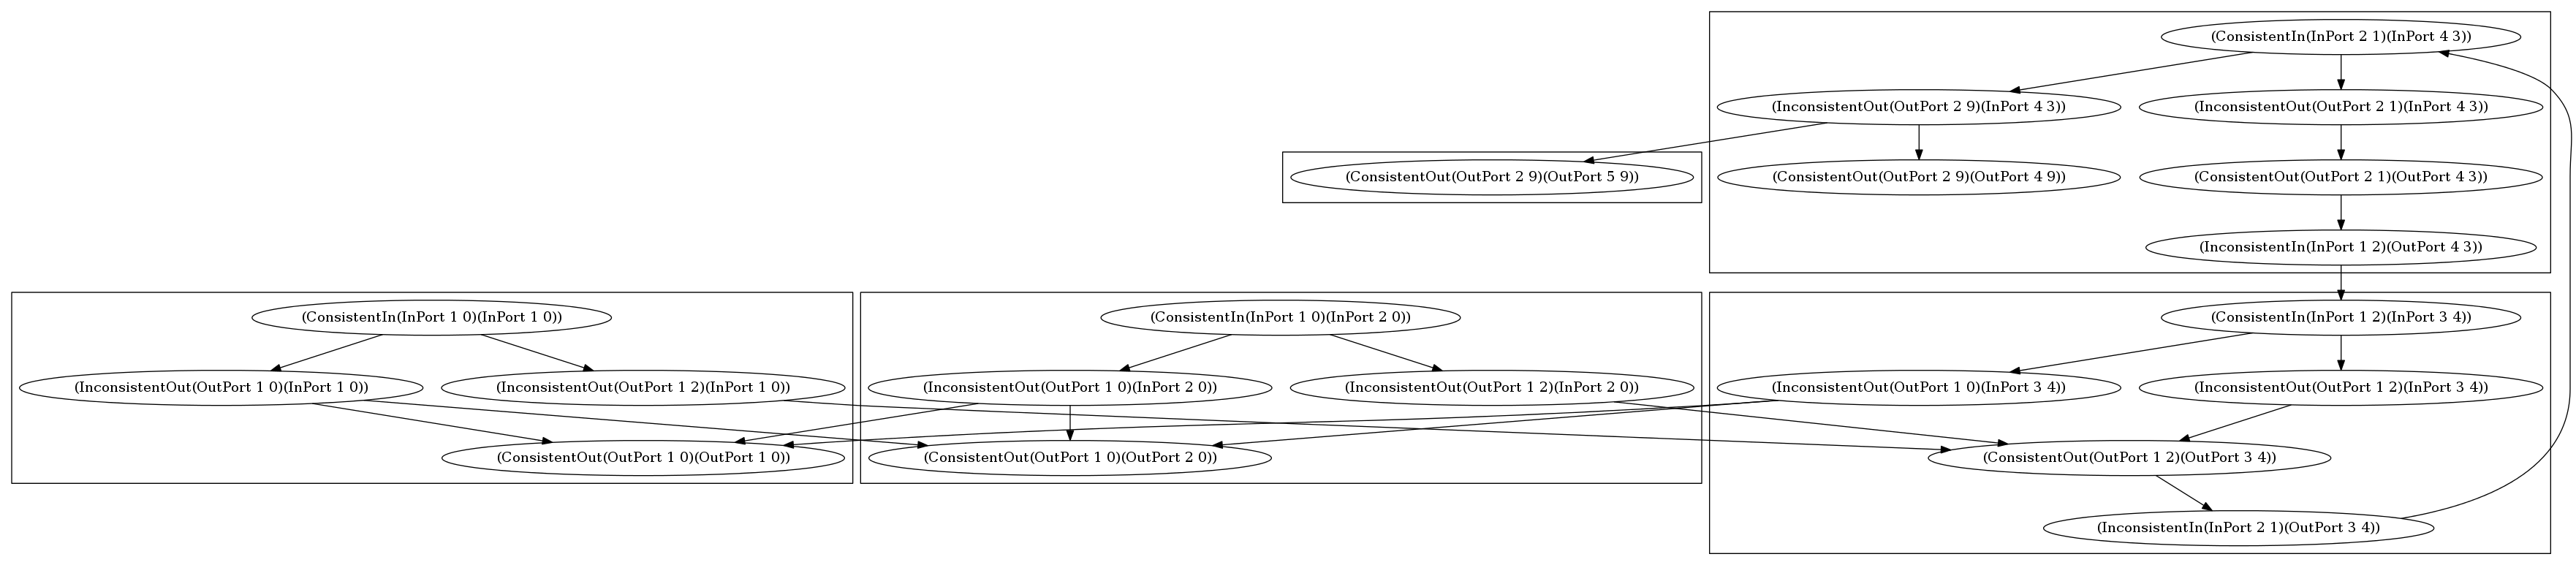 (ConsistentIn(InPort 2 1)(InPort 4 3))
(InconsistentOut(OutPort 2 9)(InPort 4 3))
(InconsistentOut(OutPort 2 1)(InPort 4 3))
(ConsistentOut(OutPort 2 9)(OutPort 5 9))
(ConsistentOut(OutPort 2 9)(OutPort 4 9))
(ConsistentOut(OutPort 2 1)(OutPort 4 3))
(InconsistentIn(InPort 1 2)(OutPort 4 3))
(ConsistentIn(InPort 1 0)(InPort 1 0))
(ConsistentIn(InPort 1 0)(InPort 2 0))
(ConsistentIn(InPort 1 2)(InPort 3 4))
(InconsistentOut(OutPort 1 0)(InPort 1 0))
(InconsistentOut(OutPort 1 2)(InPort 1 0))
(InconsistentOut(OutPort 1 0)(InPort 2 0))
(InconsistentOut(OutPort 1 2)(InPort 2 0))
(InconsistentOut(OutPort 1 0)(InPort 3 4))
(InconsistentOut(OutPort 1 2)(InPort 3 4))
(ConsistentOut(OutPort 1 0)(OutPort 1 0))
(ConsistentOut(OutPort 1 0)(OutPort 2 0))
(ConsistentOut(OutPort 1 2)(OutPort 3 4))
(InconsistentIn(InPort 2 1)(OutPort 3 4))